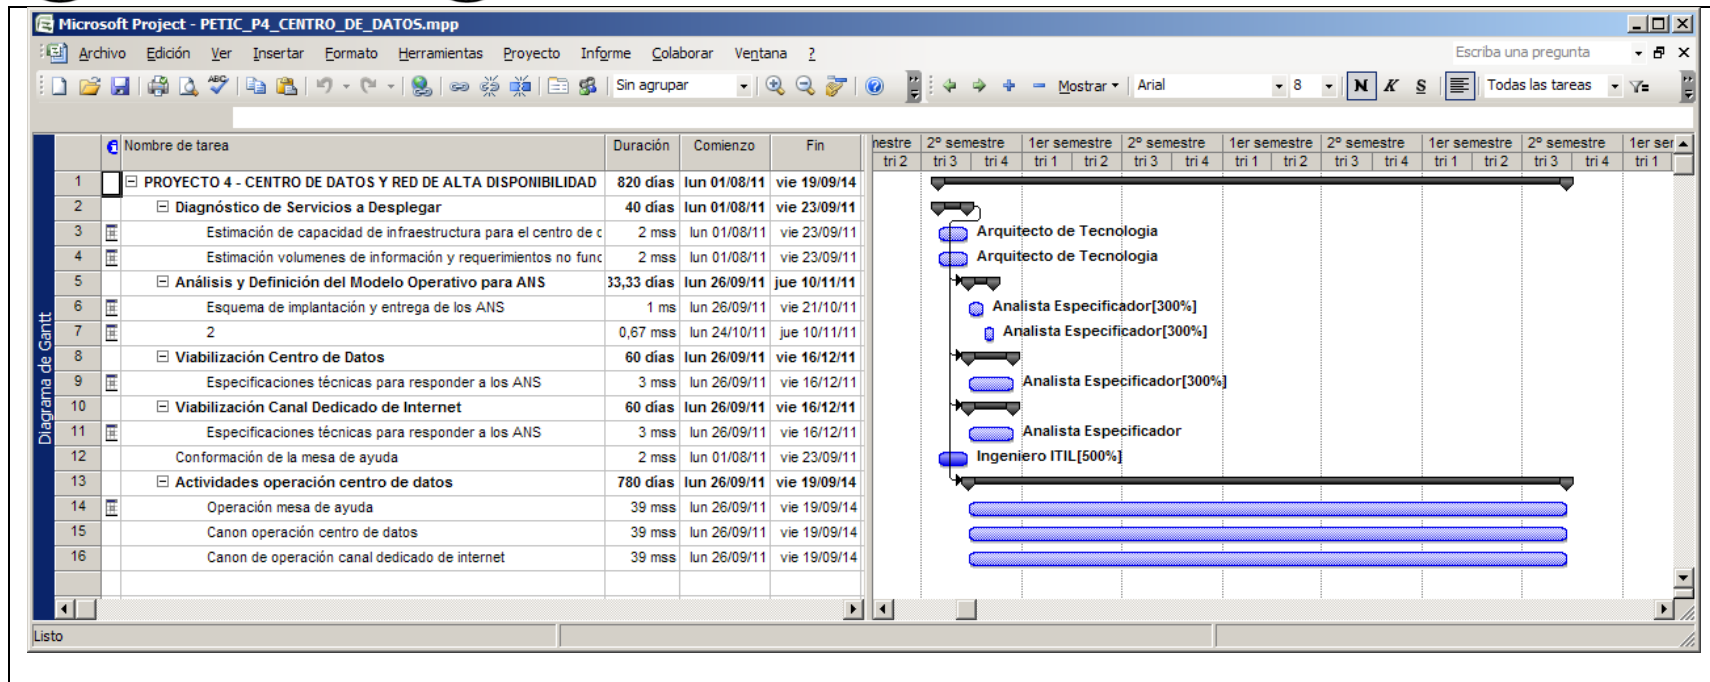 Microsoft Project - PETIC_P4_CENTRO_DE_DATOS.mpp
Archivo Edición Ver Insertar Formato Herramientas Proyecto Informe Colaborar Ventana ? Escriba una pregunta
ABC Sin agrupar Mostrar Arial 8 N K S Todas las tareas
Nombre de tarea Duración Comienzo Fin nestre 2º semestre 1er semestre 2º semestre 1er semestre 2º semestre 1er semestre 2º semestre 1er ser
tri 2 tri 3 tri 4 tri 1 tri 2 tri 3 tri 4 tri 1 tri 2 tri 3 tri 4 tri 1 tri 2 tri 3 tri 4 tri 1
1 PROYECTO 4 - CENTRO DE DATOS Y RED DE ALTA DISPONIBILIDAD 820 días lun 01/08/11 vie 19/09/14
2 Diagnóstico de Servicios a Desplegar 40 días lun 01/08/11 vie 23/09/11
3 Estimación de capacidad de infraestructura para el centro de c 2 mss lun 01/08/11 vie 23/09/11 Arquitecto de Tecnologia
4 Estimación volumenes de información y requerimientos no func 2 mss lun 01/08/11 vie 23/09/11 Arquitecto de Tecnologia
5 Análisis y Definición del Modelo Operativo para ANS 33,33 días lun 26/09/11 jue 10/11/11
6 Esquema de implantación y entrega de los ANS 1 ms lun 26/09/11 vie 21/10/11 Analista Especificador[300%]
7 2 0,67 mss lun 24/10/11 jue 10/11/11 Analista Especificador[300%]
8 Viabilización Centro de Datos 60 días lun 26/09/11 vie 16/12/11
9 Especificaciones técnicas para responder a los ANS 3 mss lun 26/09/11 vie 16/12/11 Analista Especificador[300%]
10 Viabilización Canal Dedicado de Internet 60 días lun 26/09/11 vie 16/12/11
11 Especificaciones técnicas para responder a los ANS 3 mss lun 26/09/11 vie 16/12/11 Analista Especificador
12 Conformación de la mesa de ayuda 2 mss lun 01/08/11 vie 23/09/11 Ingeniero ITIL[500%]
13 Actividades operación centro de datos 780 días lun 26/09/11 vie 19/09/14
14 Operación mesa de ayuda 39 mss lun 26/09/11 vie 19/09/14
15 Canon operación centro de datos 39 mss lun 26/09/11 vie 19/09/14
16 Canon de operación canal dedicado de internet 39 mss lun 26/09/11 vie 19/09/14
Diagrama de Gantt
Listo